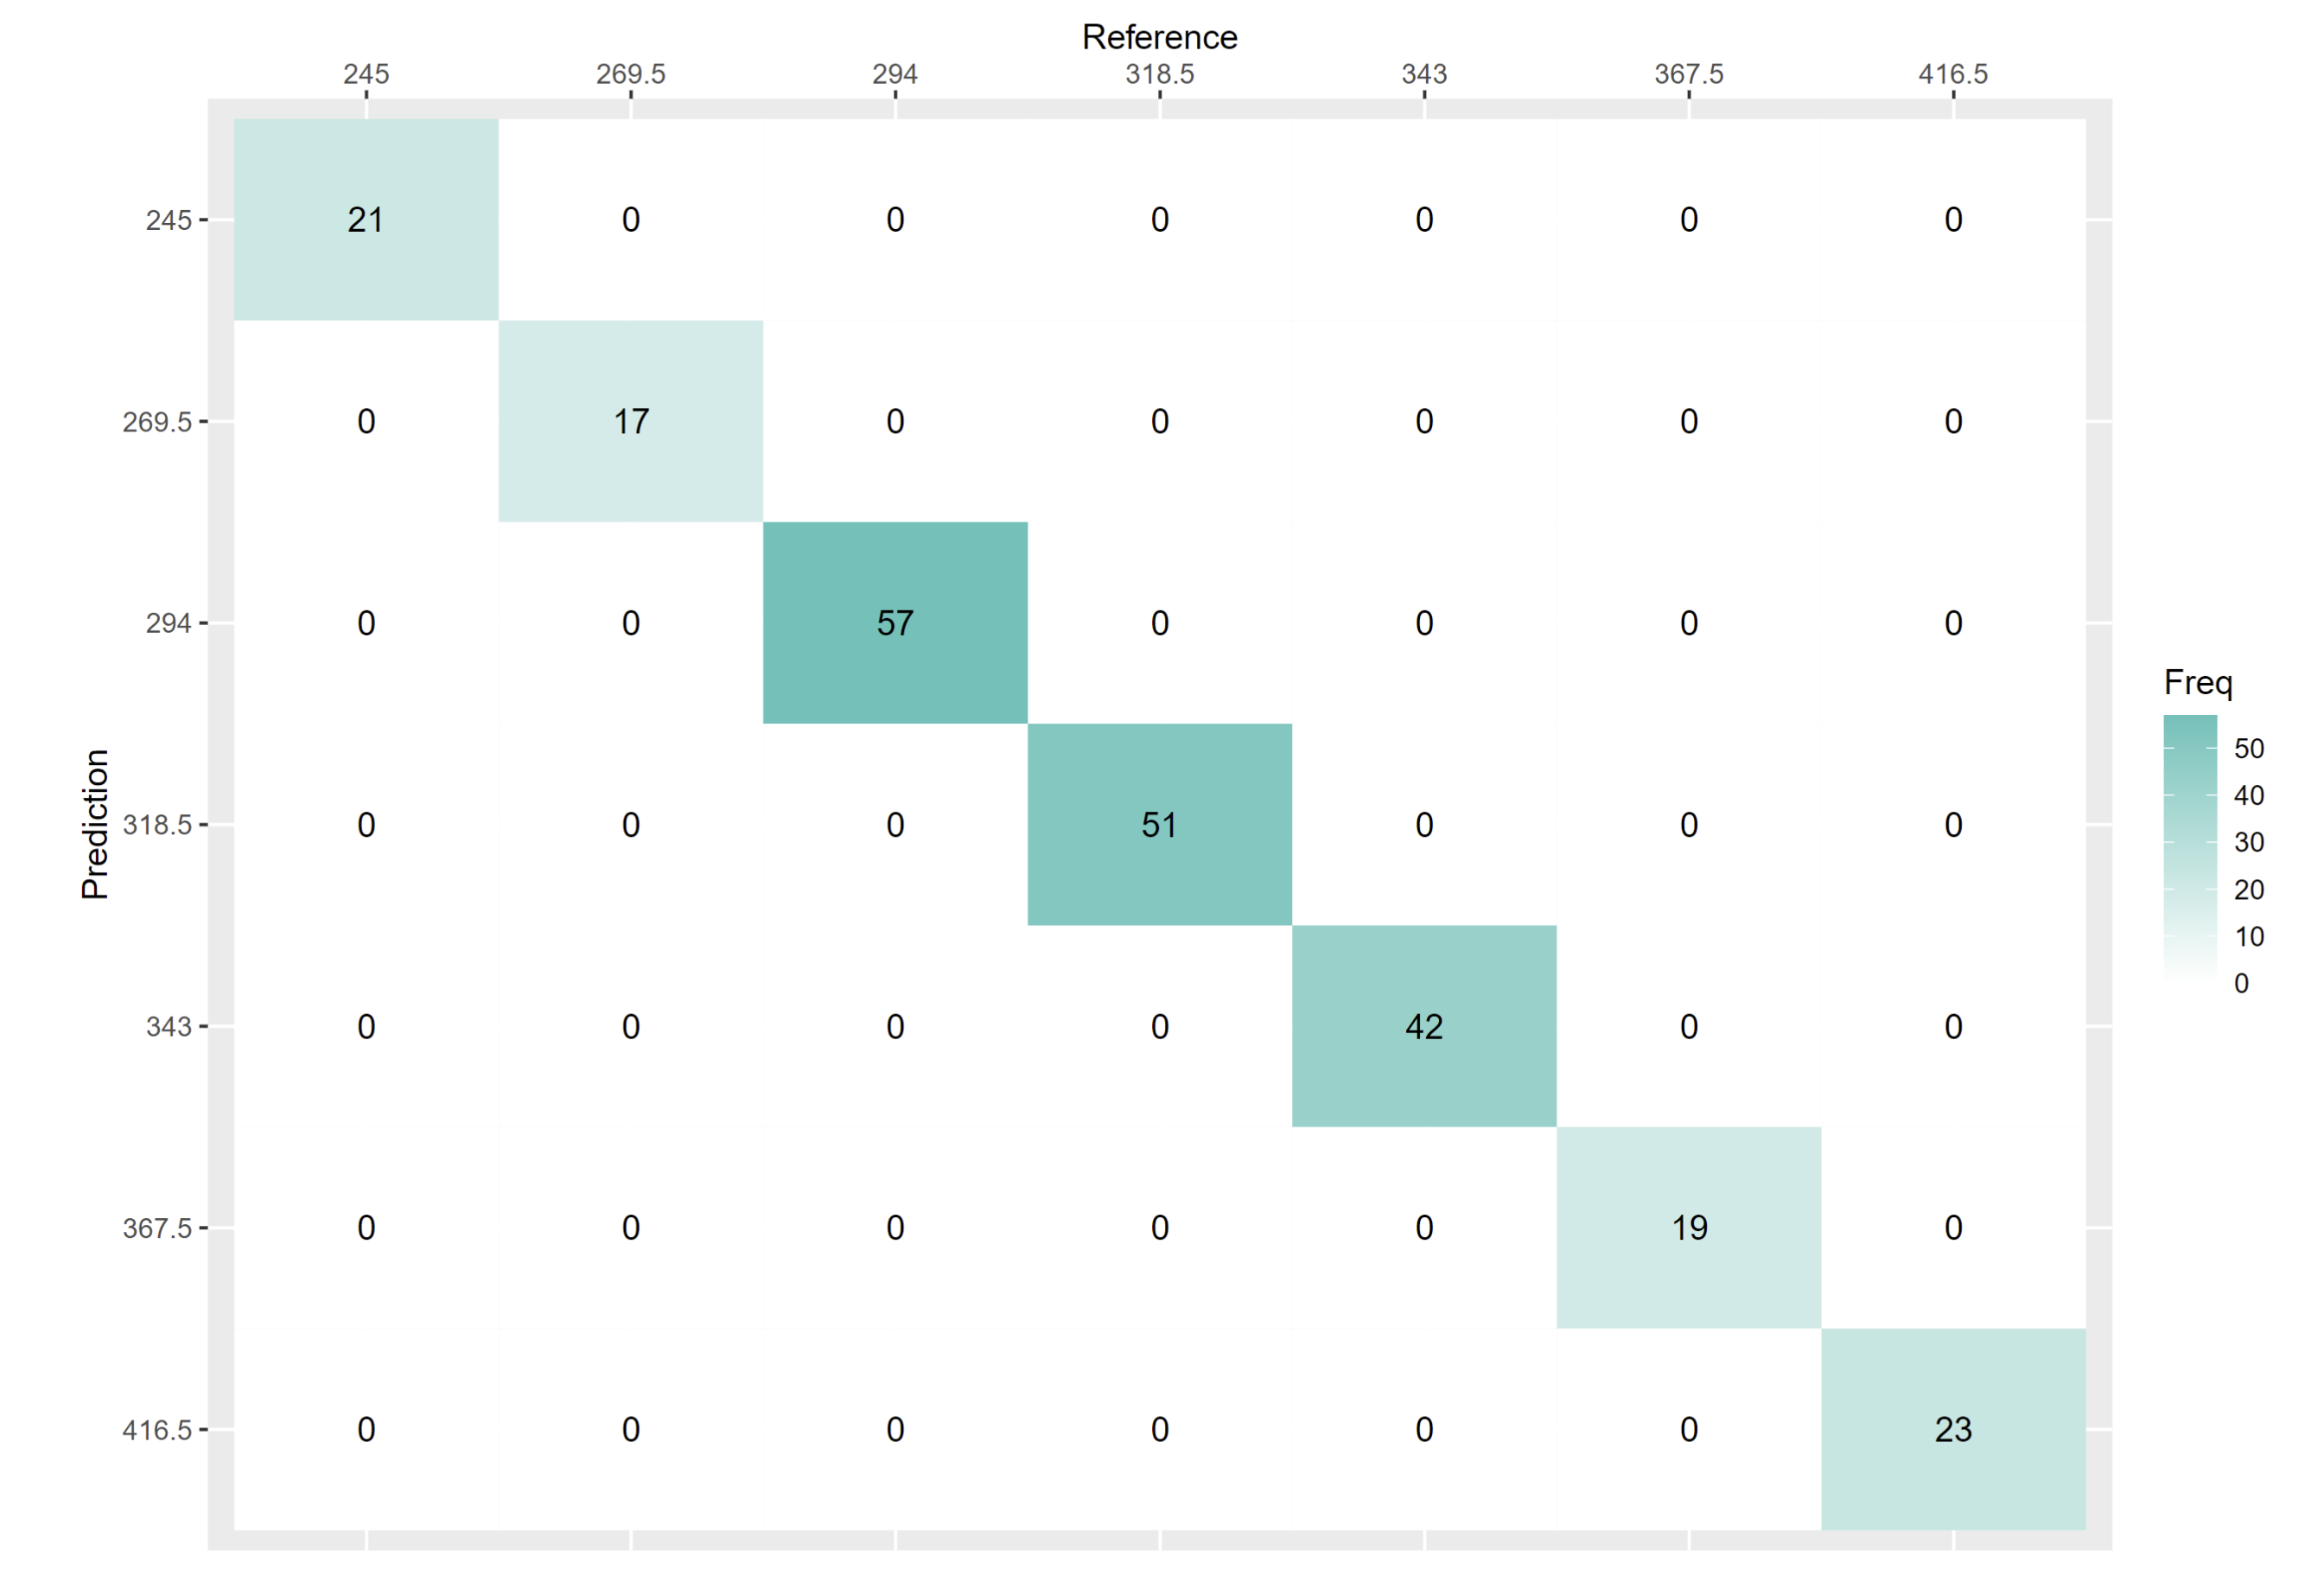 Reference
245 269.5 294 318.5 343 367.5 416.5
245 21 0 0 0 0 0 0
269.5 0 17 0 0 0 0 0
294 0 0 57 0 0 0 0
318.5 0 0 0 51 0 0 0
343 0 0 0 0 42 0 0
367.5 0 0 0 0 0 19 0
416.5 0 0 0 0 0 0 23
Prediction
Freq
50
40
30
20
10
0